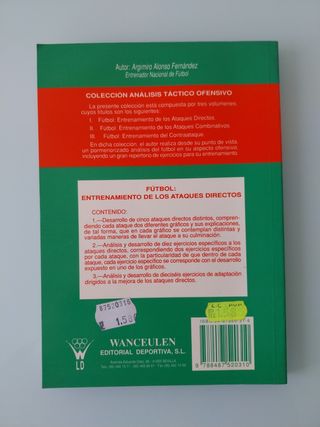 Autor: Argimiro Alonso Fernández
Entrenador Nacional de Fútbol
COLECCIÓN ANÁLISIS TÁCTICO OFENSIVO
La presente colección está compuesta por tres volúmenes,
cuyos títulos son los siguientes:
I. Fútbol: Entrenamiento de los Ataques Directos.
II. Fútbol: Entrenamiento de los Ataques Combinativos.
III. Fútbol: Entrenamiento del Contraataque.
En dicha colección: el autor realiza desde su punto de vista
un pormenorizado análisis del fútbol en su aspecto ofensivo,
incluyendo un gran repertorio de ejercicios para su entrenamiento.
FÚTBOL:
ENTRENAMIENTO DE LOS ATAQUES DIRECTOS
CONTENIDO:
1.—Desarrollo de cinco ataques directos distintos, compren-
diendo cada ataque dos diferentes gráficos y sus explicaciones,
de tal forma, que en cada gráfico se contemplan distintas y
variadas maneras de llevar el ataque a su culminación.
2.—Análisis y desarrollo de diez ejercicios específicos a los
ataques directos, correspondiendo dos ejercicios específicos
por cada ataque, con la particularidad de que dentro de cada
ataque, cada ejercicio específico se corresponde con el desarrollo
expuesto en uno de los gráficos.
3.—Análisis y desarrollo de dieciséis ejercicios de adaptación
dirigidos a la mejora de los ataques directos.
87520318
1.58
WANCEULEN
EDITORIAL DEPORTIVA, S.L.
LD
9 788487 520310